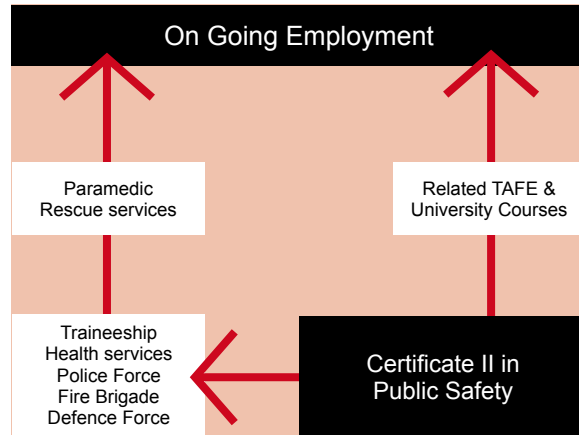 On Going Employment
Paramedic
Rescue services
Related TAFE &
University Courses
Traineeship
Health services
Police Force
Fire Brigade
Defence Force
Certificate II in
Public Safety